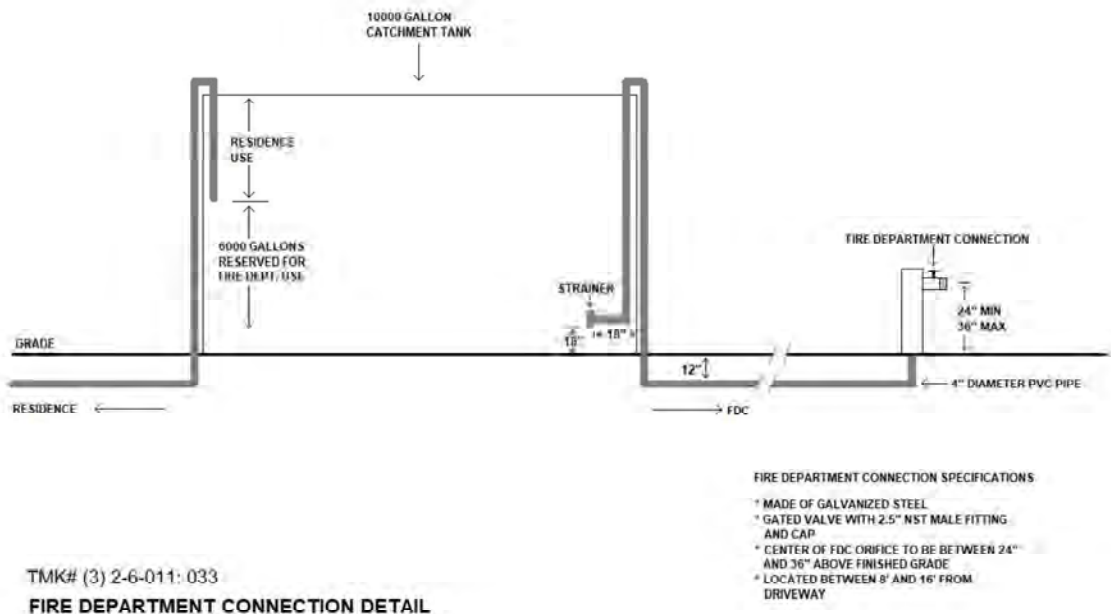 10000 GALLON
CATCHMENT TANK
RESIDENCE
USE
6000 GALLONS
RESERVED FOR
FIRE DEPT. USE
STRAINER
18"
18"
FIRE DEPARTMENT CONNECTION
24" MIN
36" MAX
GRADE
12"
4" DIAMETER PVC PIPE
RESIDENCE
FDC
FIRE DEPARTMENT CONNECTION SPECIFICATIONS
* MADE OF GALVANIZED STEEL
* GATED VALVE WITH 2.5" NST MALE FITTING
AND CAP
* CENTER OF FDC ORIFICE TO BE BETWEEN 24"
AND 36" ABOVE FINISHED GRADE
* LOCATED BETWEEN 8' AND 16' FROM
DRIVEWAY
TMK# (3) 2-6-011: 033
FIRE DEPARTMENT CONNECTION DETAIL